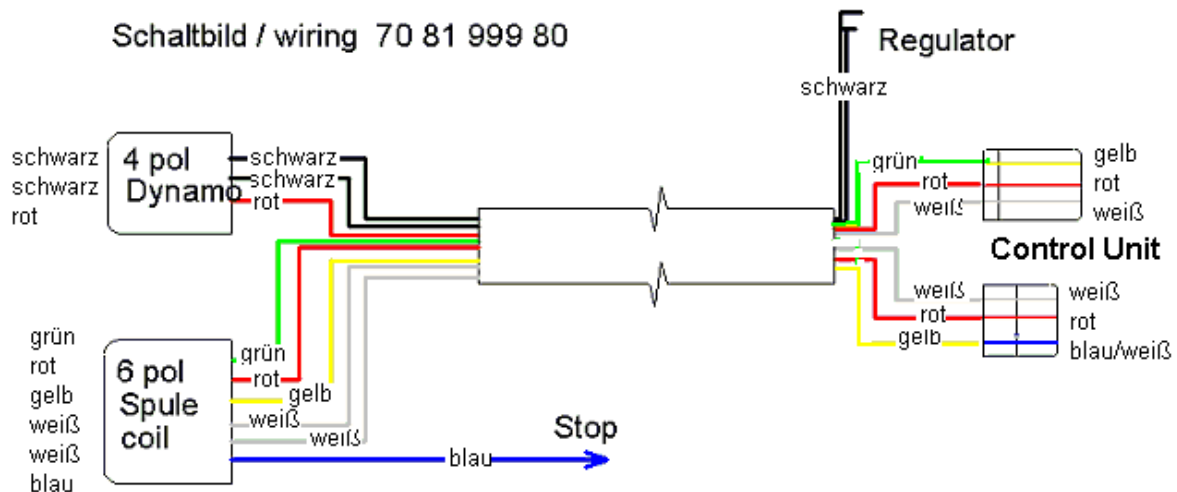 Schaltbild / wiring 70 81 999 80
Regulator
schwarz
schwarz
schwarz
rot
4 pol
Dynamo
schwarz
schwarz
rot
grün
rot
weiß
gelb
rot
weiß
Control Unit
weiß
rot
gelb
weiß
rot
blau/weiß
grün
rot
gelb
weiß
weiß
blau
6 pol
Spule
coil
grün
rot
gelb
weiß
weiß
blau
Stop